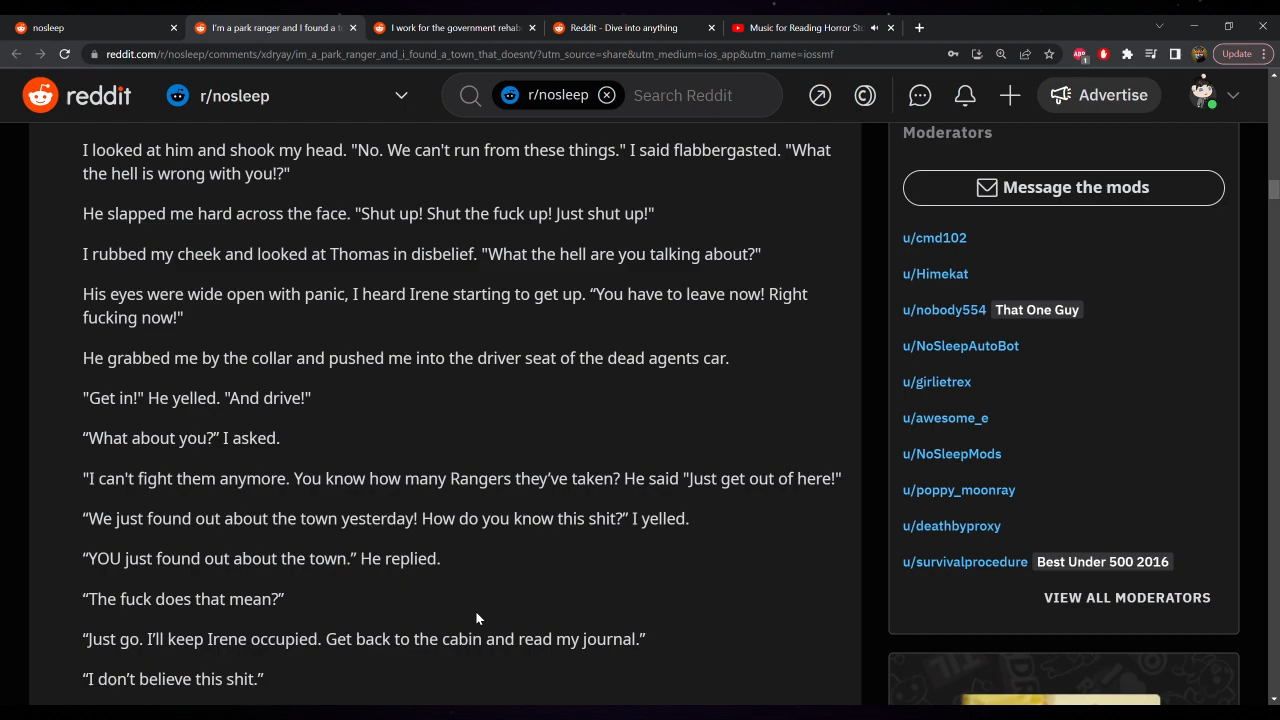 nosleep
I'm a park ranger and I found a t
I work for the government rehab
Reddit - Dive into anything
Music for Reading Horror Sto
reddit.com/r/nosleep/comments/xdryay/im_a_park_ranger_and_i_found_a_town_that_doesnt/?utm_source=share&utm_medium=ios_app&utm_name=iossmf
ABP
1
Update
reddit
r/nosleep
r/nosleep
Search Reddit
Advertise
I looked at him and shook my head. "No. We can't run from these things." I said flabbergasted. "What
the hell is wrong with you!?"
He slapped me hard across the face. "Shut up! Shut the fuck up! Just shut up!"
I rubbed my cheek and looked at Thomas in disbelief. "What the hell are you talking about?"
His eyes were wide open with panic, I heard Irene starting to get up. “You have to leave now! Right
fucking now!"
He grabbed me by the collar and pushed me into the driver seat of the dead agents car.
"Get in!" He yelled. "And drive!"
“What about you?” I asked.
"I can't fight them anymore. You know how many Rangers they’ve taken? He said "Just get out of here!"
“We just found out about the town yesterday! How do you know this shit?” I yelled.
“YOU just found out about the town.” He replied.
“The fuck does that mean?”
“Just go. I’ll keep Irene occupied. Get back to the cabin and read my journal.”
“I don’t believe this shit.”
Moderators
Message the mods
u/cmd102
u/Himekat
u/nobody554 That One Guy
u/NoSleepAutoBot
u/girlietrex
u/awesome_e
u/NoSleepMods
u/poppy_moonray
u/deathbyproxy
u/survivalprocedure Best Under 500 2016
VIEW ALL MODERATORS